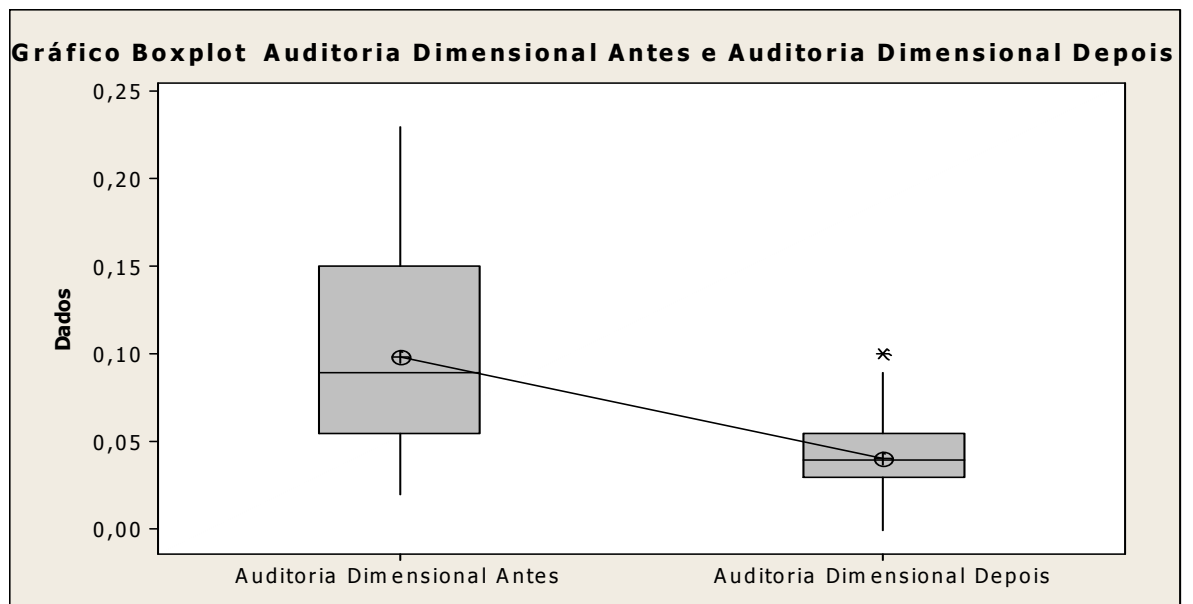 Gráfico Boxplot Auditoria Dimensional Antes e Auditoria Dimensional Depois
0,25
0,20
0,15
0,10
0,05
0,00
Dados
Auditoria Dimensional Antes
Auditoria Dimensional Depois